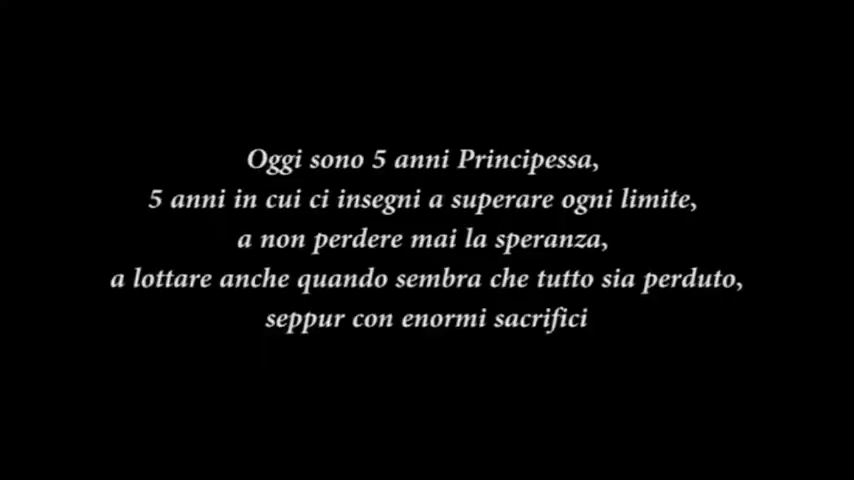 Oggi sono 5 anni Principessa,
5 anni in cui ci insegni a superare ogni limite,
a non perdere mai la speranza,
a lottare anche quando sembra che tutto sia perduto,
seppur con enormi sacrifici